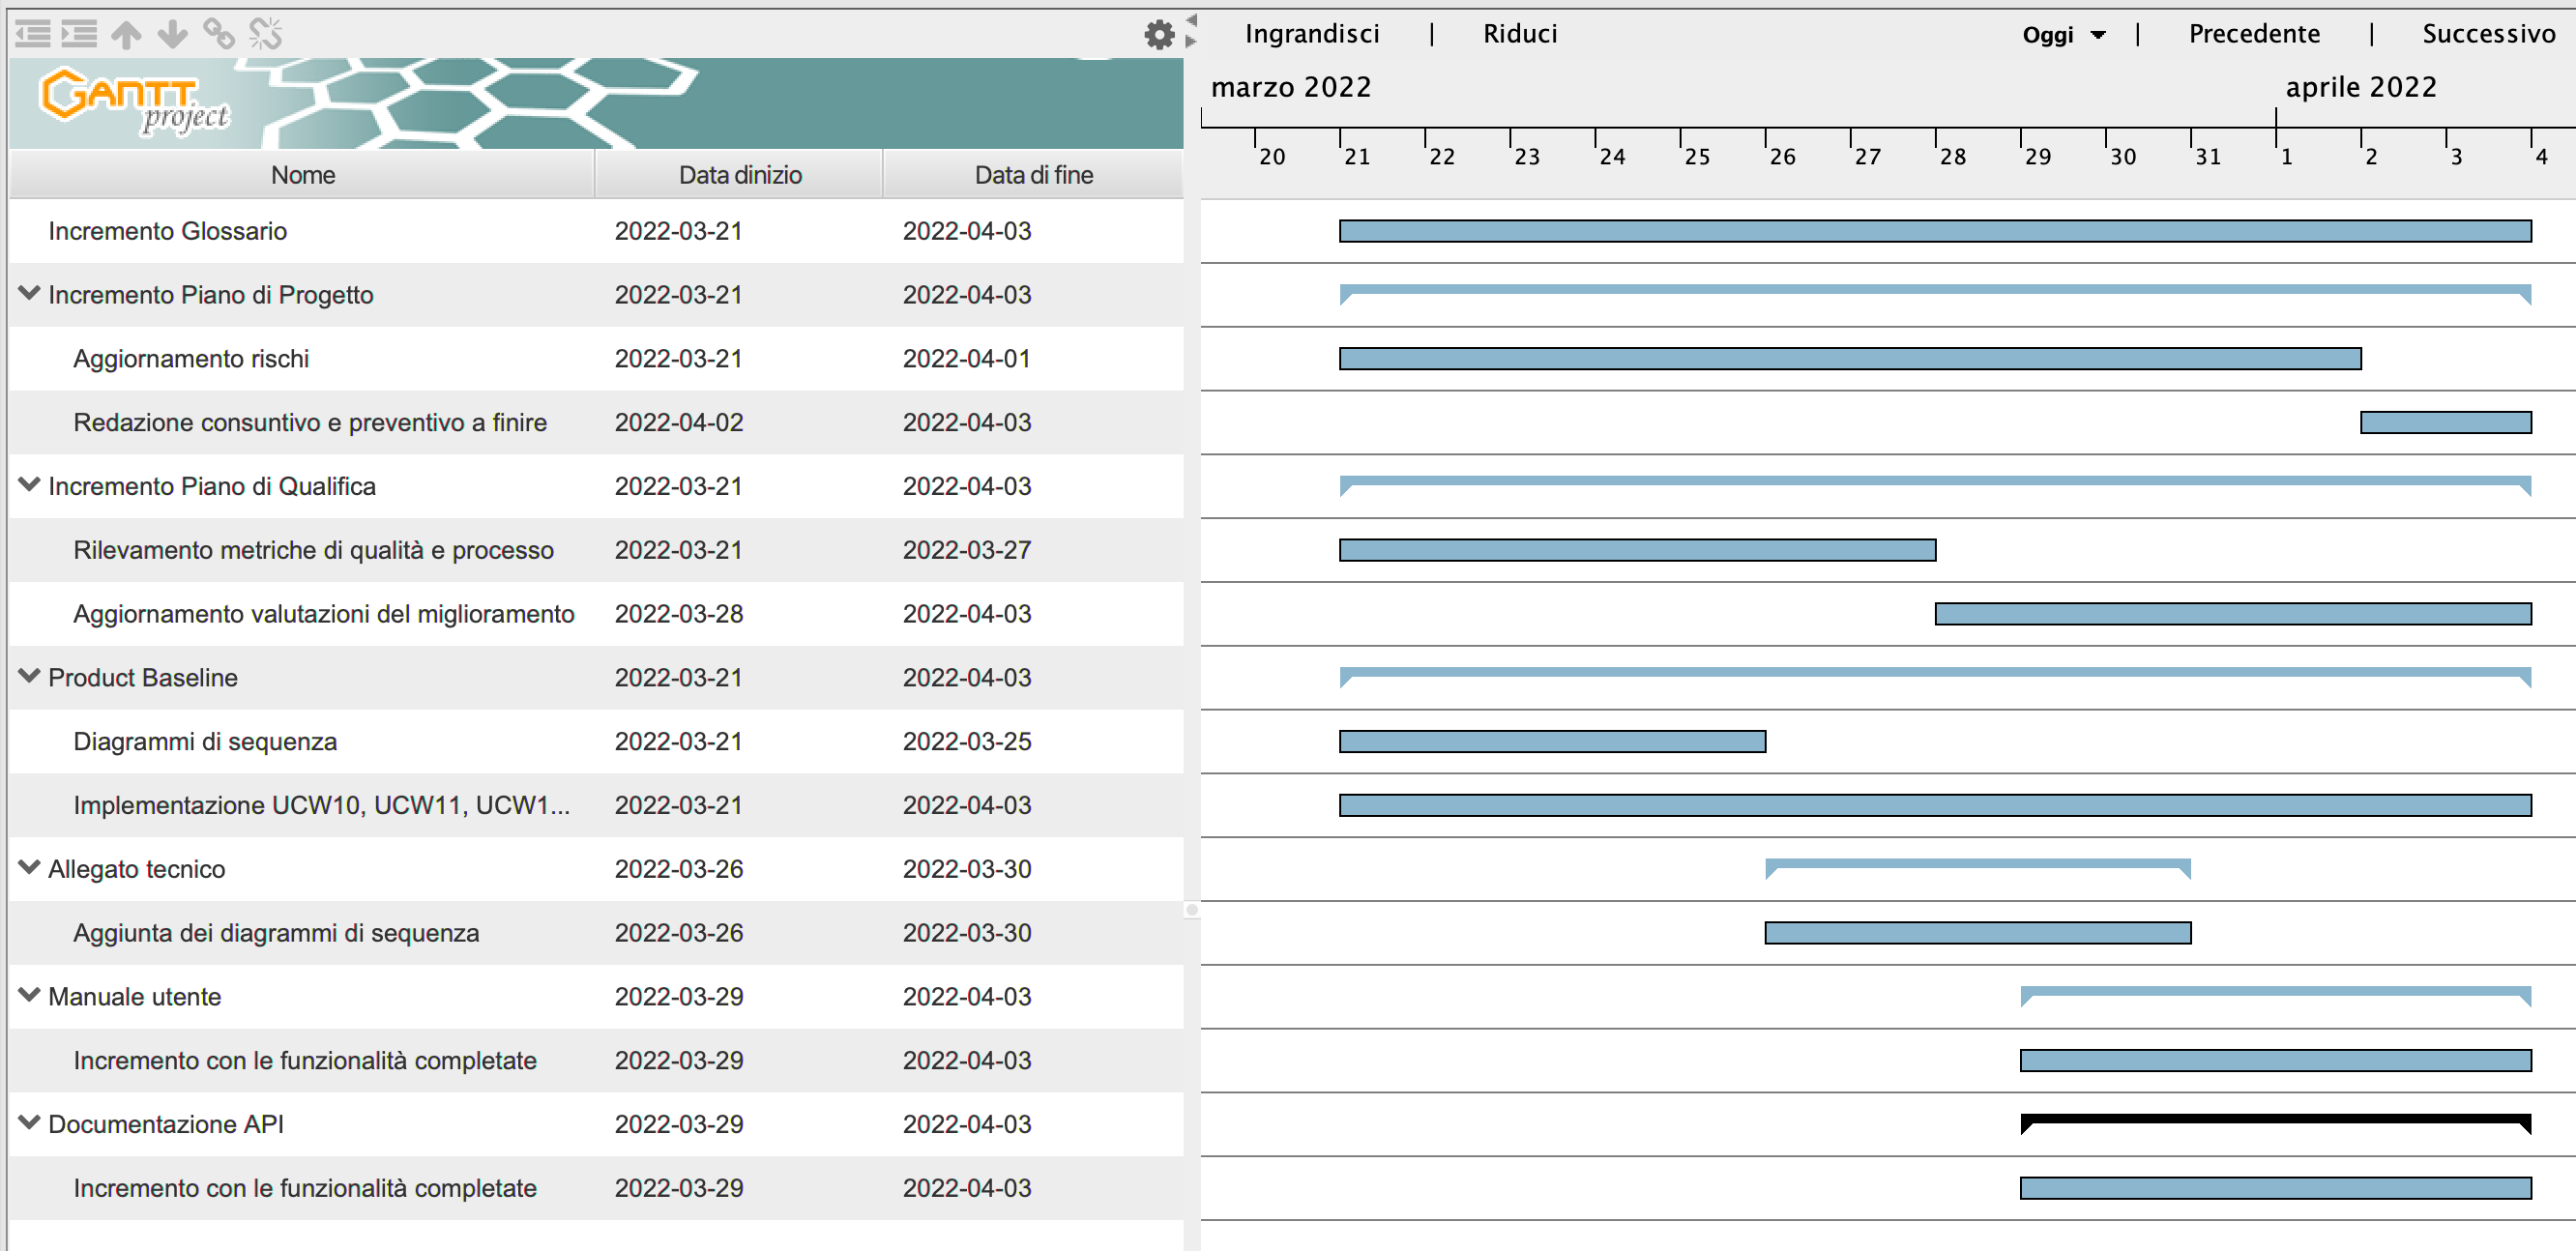 Ingrandisci | Riduci Oggi | Precedente | Successivo
GANTT project
marzo 2022 aprile 2022
20 21 22 23 24 25 26 27 28 29 30 31 1 2 3 4
Nome Data dinizio Data di fine
Incremento Glossario 2022-03-21 2022-04-03
Incremento Piano di Progetto 2022-03-21 2022-04-03
Aggiornamento rischi 2022-03-21 2022-04-01
Redazione consuntivo e preventivo a finire 2022-04-02 2022-04-03
Incremento Piano di Qualifica 2022-03-21 2022-04-03
Rilevamento metriche di qualità e processo 2022-03-21 2022-03-27
Aggiornamento valutazioni del miglioramento 2022-03-28 2022-04-03
Product Baseline 2022-03-21 2022-04-03
Diagrammi di sequenza 2022-03-21 2022-03-25
Implementazione UCW10, UCW11, UCW1... 2022-03-21 2022-04-03
Allegato tecnico 2022-03-26 2022-03-30
Aggiunta dei diagrammi di sequenza 2022-03-26 2022-03-30
Manuale utente 2022-03-29 2022-04-03
Incremento con le funzionalità completate 2022-03-29 2022-04-03
Documentazione API 2022-03-29 2022-04-03
Incremento con le funzionalità completate 2022-03-29 2022-04-03